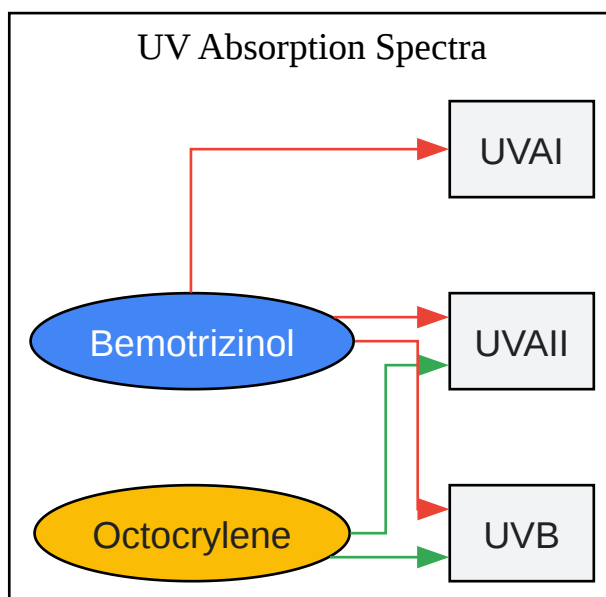 UV Absorption Spectra
UVAI
Bemotrizinol
UVAII
Octocrylene
UVB